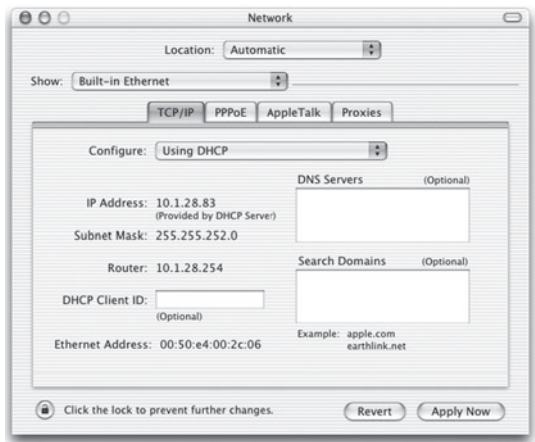 Network
Location: Automatic
Show: Built-in Ethernet
TCP/IP PPPoE AppleTalk Proxies
Configure: Using DHCP
DNS Servers (Optional)
IP Address: 10.1.28.83
(Provided by DHCP Server)
Subnet Mask: 255.255.252.0
Router: 10.1.28.254
Search Domains (Optional)
DHCP Client ID:
(Optional)
Example: apple.com
earthlink.net
Ethernet Address: 00:50:e4:00:2c:06
Click the lock to prevent further changes.
Revert Apply Now